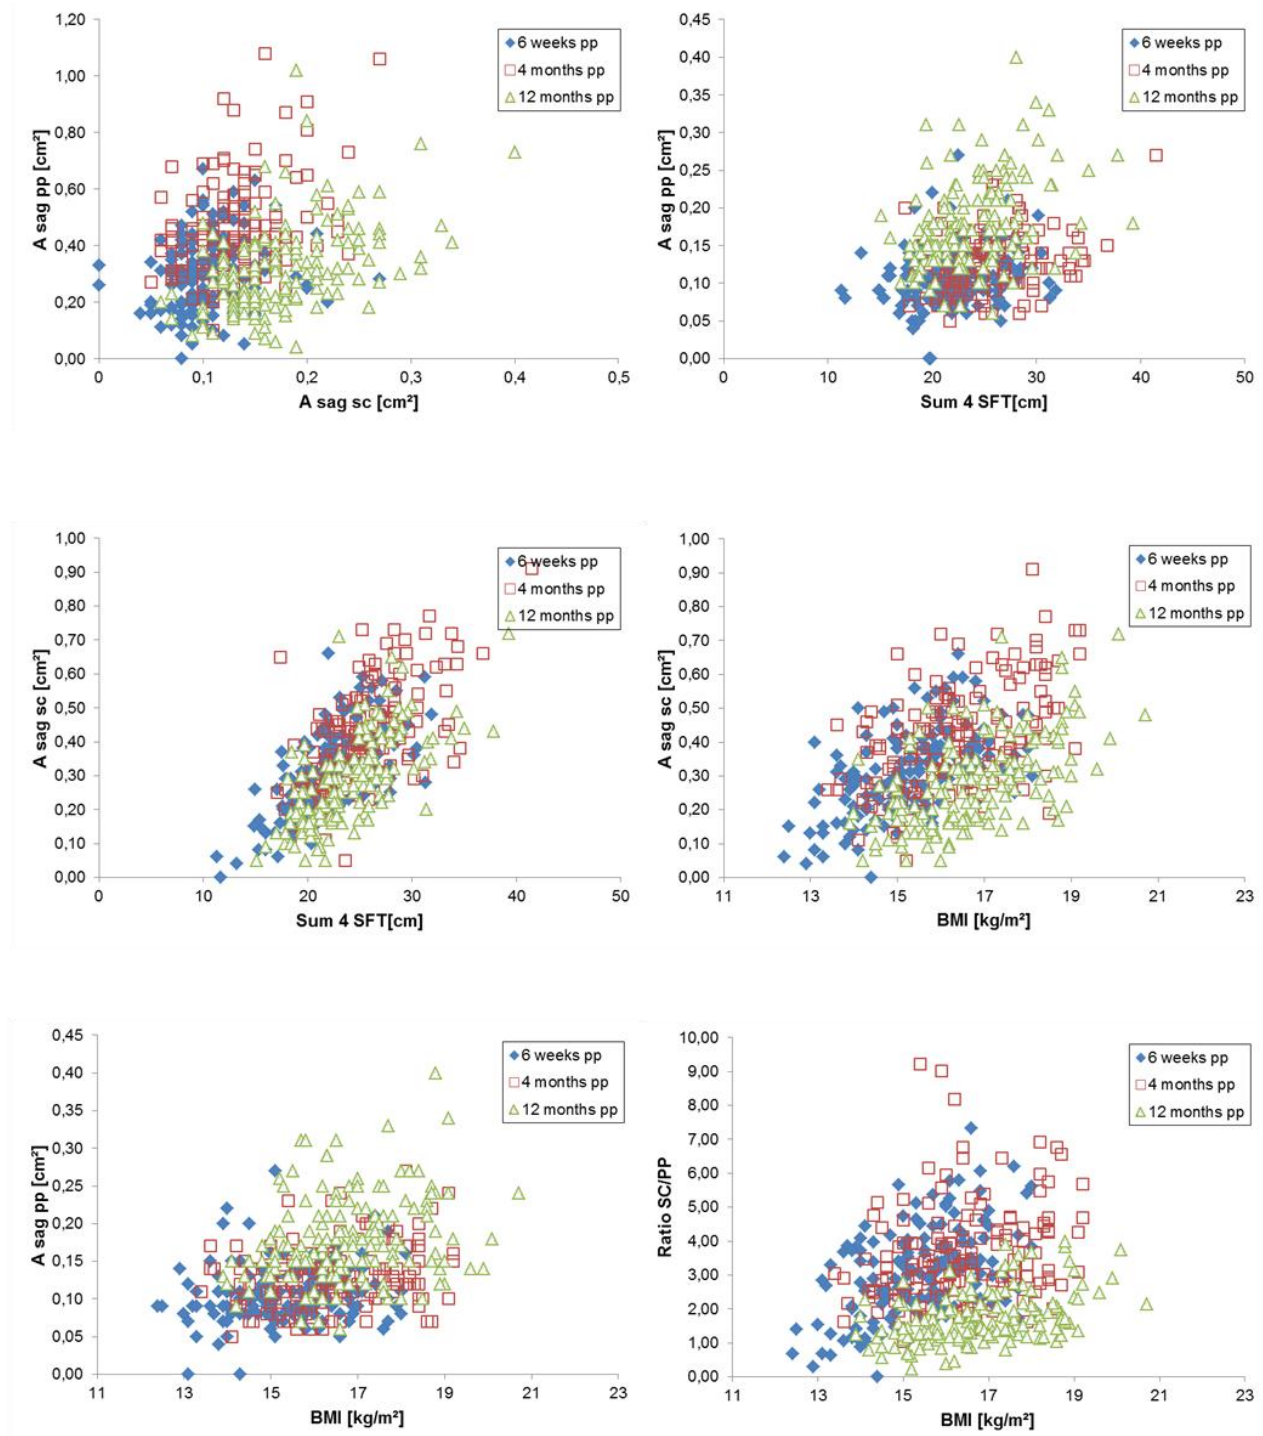 1,20
1,00
0,80
0,60
0,40
0,20
0,00
A sag pp [cm²]
6 weeks pp
4 months pp
12 months pp
0 0,1 0,2 0,3 0,4 0,5
A sag sc [cm²]
0,45
0,40
0,35
0,30
0,25
0,20
0,15
0,10
0,05
0,00
A sag pp [cm²]
6 weeks pp
4 months pp
12 months pp
0 10 20 30 40 50
Sum 4 SFT[cm]
1,00
0,90
0,80
0,70
0,60
0,50
0,40
0,30
0,20
0,10
0,00
A sag sc [cm²]
6 weeks pp
4 months pp
12 months pp
0 10 20 30 40 50
Sum 4 SFT[cm]
1,00
0,90
0,80
0,70
0,60
0,50
0,40
0,30
0,20
0,10
0,00
A sag sc [cm²]
6 weeks pp
4 months pp
12 months pp
11 13 15 17 19 21 23
BMI [kg/m²]
0,45
0,40
0,35
0,30
0,25
0,20
0,15
0,10
0,05
0,00
A sag pp [cm²]
6 weeks pp
4 months pp
12 months pp
11 13 15 17 19 21 23
BMI [kg/m²]
10,00
9,00
8,00
7,00
6,00
5,00
4,00
3,00
2,00
1,00
0,00
Ratio SC/PP
6 weeks pp
4 months pp
12 months pp
11 13 15 17 19 21 23
BMI [kg/m²]